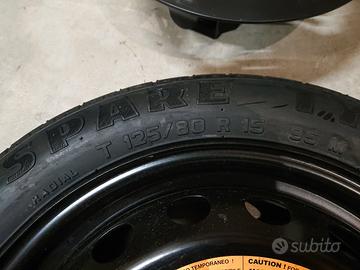 SPARE
RADIAL T 125/80 R 15 95 M
TEMPORANEO !
CAUTION !
subito